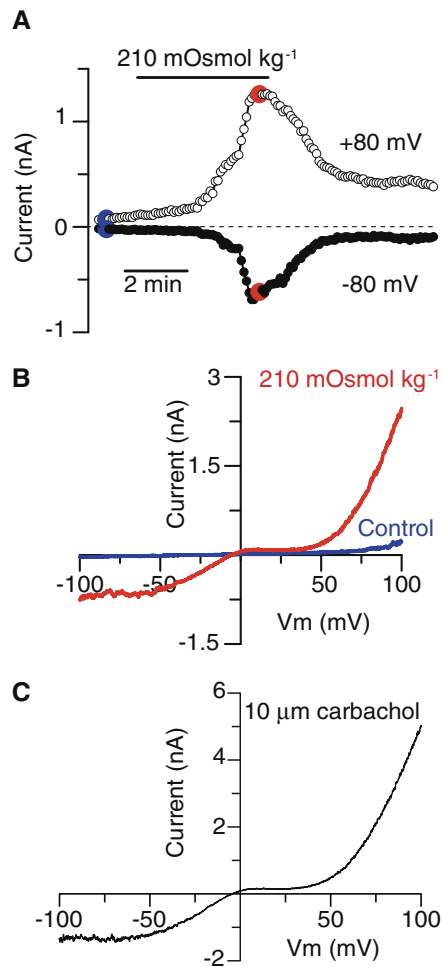 A
210 mOsmol kg-1
1
0
-1
Current (nA)
+80 mV
-80 mV
2 min
B
3
1.5
-1.5
Current (nA)
210 mOsmol kg-1
Control
-100
-50
50
100
Vm (mV)
C
6
4
2
-2
Current (nA)
10 μm carbachol
-100
-50
50
100
Vm (mV)